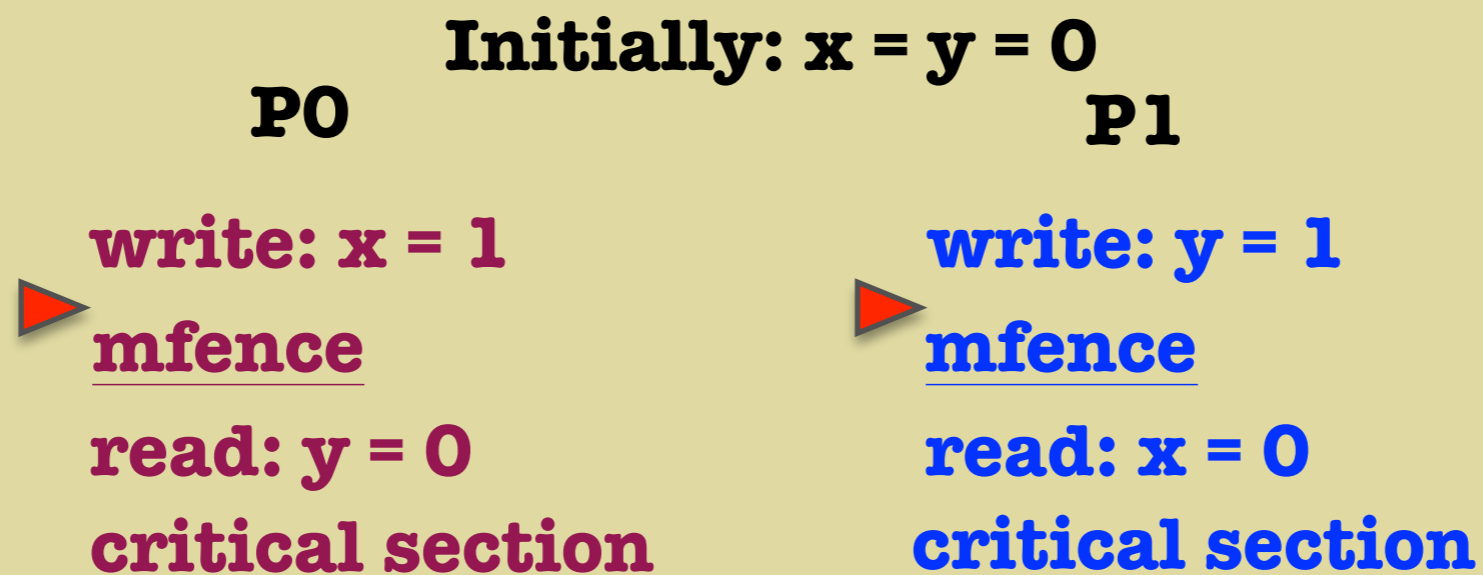 Initially: x = y = 0
P0
P1
write: x = 1
write: y = 1
mfence
mfence
read: y = 0
read: x = 0
critical section
critical section